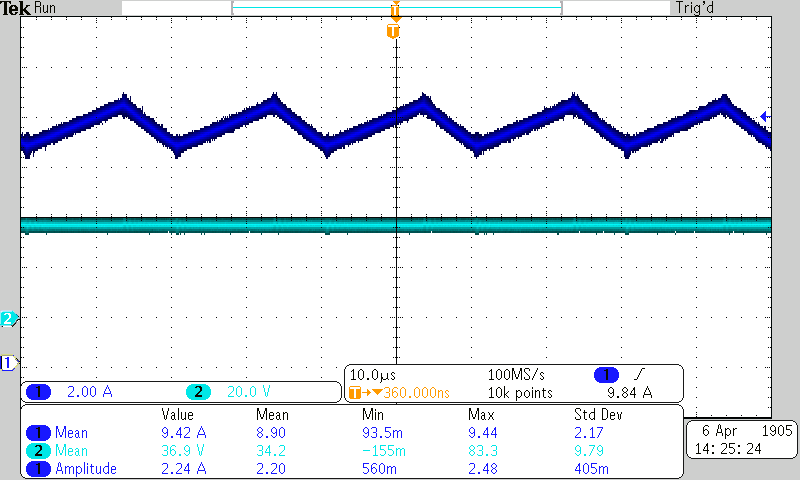 Tek Run Trig'd
T
T
2
1
1 2.00 A 2 20.0 V
10.0µs 100MS/s 1
T→▼360.000ns 10k points 9.84 A
Value Mean Min Max Std Dev
1 Mean 9.42 A 8.90 93.5m 9.44 2.17
2 Mean 36.9 V 34.2 −155m 83.3 9.79
1 Amplitude 2.24 A 2.20 560m 2.48 405m
6 Apr 1905
14:25:24